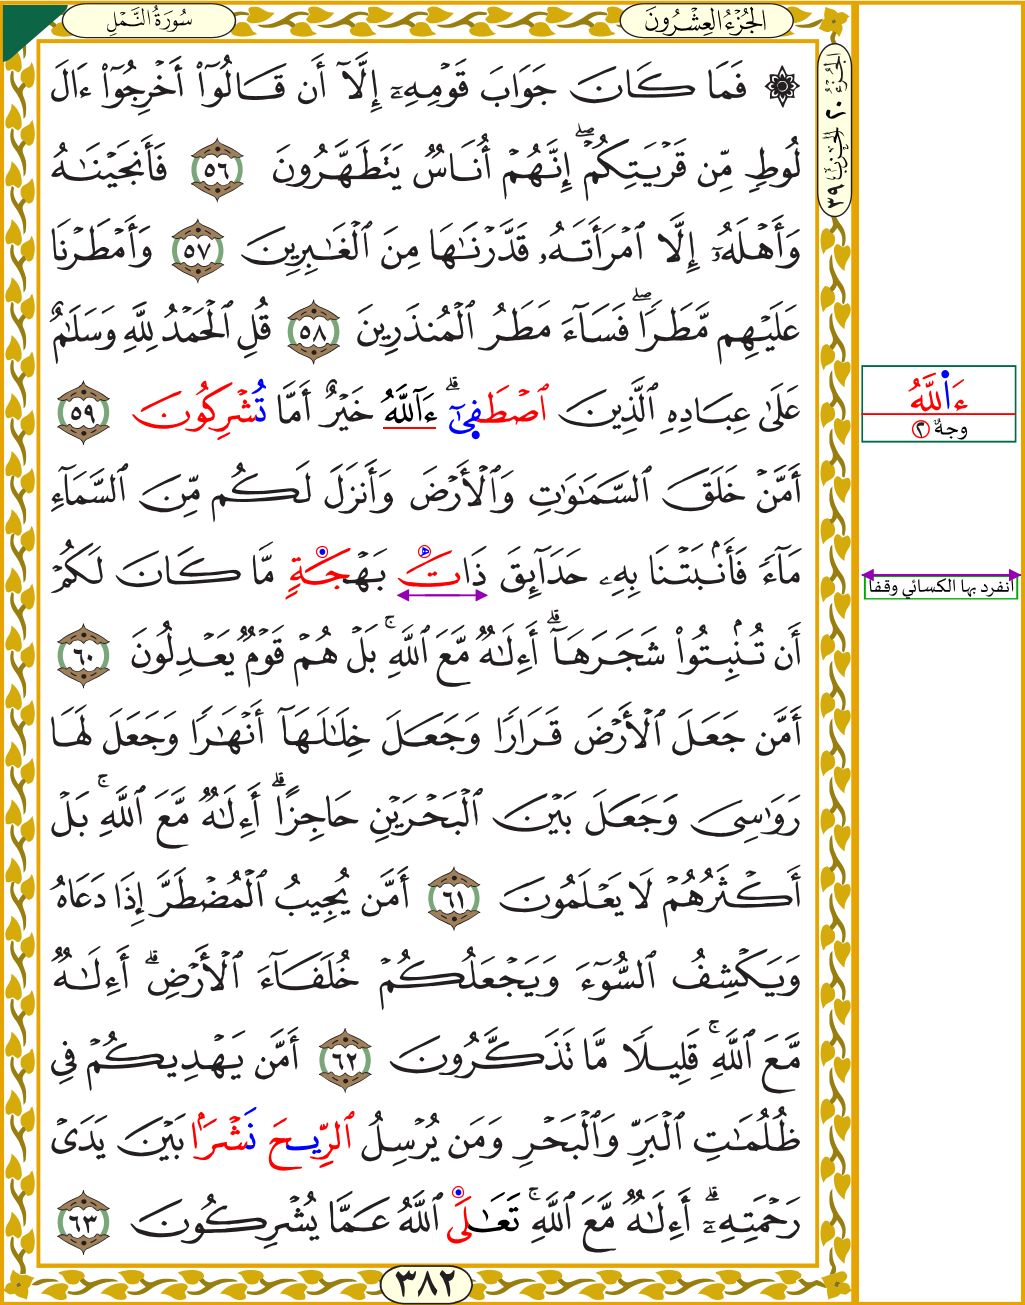 سُورَةُ النَّمْلِ
الجُزْءُ العِشْرُونَ
الجُزْءُ ٢٠ الحِزْبُ ٣٩
۞ فَمَا كَانَ جَوَابَ قَوْمِهِۦٓ إِلَّآ أَن قَالُوٓا۟ أَخْرِجُوٓا۟ ءَالَ
لُوطٍ مِّن قَرْيَتِكُمْۖ إِنَّهُمْ أُنَاسٌ يَتَطَهَّرُونَ ٥٦ فَأَنجَيْنَـٰهُ
وَأَهْلَهُۥٓ إِلَّا ٱمْرَأَتَهُۥ قَدَّرْنَـٰهَا مِنَ ٱلْغَـٰبِرِينَ ٥٧ وَأَمْطَرْنَا
عَلَيْهِم مَّطَرًاۖ فَسَآءَ مَطَرُ ٱلْمُنذَرِينَ ٥٨ قُلِ ٱلْحَمْدُ لِلَّهِ وَسَلَـٰمٌ
عَلَىٰ عِبَادِهِ ٱلَّذِينَ ٱصْطَفِىٰٓۗ ءَآللَّهُ خَيْرٌ أَمَّا تُشْرِكُونَ ٥٩
أَمَّنْ خَلَقَ ٱلسَّمَـٰوَٰتِ وَٱلْأَرْضَ وَأَنزَلَ لَكُم مِّنَ ٱلسَّمَآءِ
مَآءً فَأَنۢبَتْنَا بِهِۦ حَدَآئِقَ ذَاتَ بَهْجَةٍ مَّا كَانَ لَكُمْ
أَن تُنۢبِتُوا۟ شَجَرَهَآۗ أَءِلَـٰهٌ مَّعَ ٱللَّهِۚ بَلْ هُمْ قَوْمٌ يَعْدِلُونَ ٦٠
أَمَّن جَعَلَ ٱلْأَرْضَ قَرَارًا وَجَعَلَ خِلَـٰلَهَآ أَنْهَـٰرًا وَجَعَلَ لَهَا
رَوَٰسِىَ وَجَعَلَ بَيْنَ ٱلْبَحْرَيْنِ حَاجِزًاۗ أَءِلَـٰهٌ مَّعَ ٱللَّهِۚ بَلْ
أَكْثَرُهُمْ لَا يَعْلَمُونَ ٦١ أَمَّن يُجِيبُ ٱلْمُضْطَرَّ إِذَا دَعَاهُ
وَيَكْشِفُ ٱلسُّوٓءَ وَيَجْعَلُكُمْ خُلَفَآءَ ٱلْأَرْضِۗ أَءِلَـٰهٌ
مَّعَ ٱللَّهِۚ قَلِيلًا مَّا تَذَكَّرُونَ ٦٢ أَمَّن يَهْدِيكُمْ فِى
ظُلُمَـٰتِ ٱلْبَرِّ وَٱلْبَحْرِ وَمَن يُرْسِلُ ٱلرِّيحَ نَشْرًۢا بَيْنَ يَدَىْ
رَحْمَتِهِۦٓۗ أَءِلَـٰهٌ مَّعَ ٱللَّهِۚ تَعَـٰلَى ٱللَّهُ عَمَّا يُشْرِكُونَ ٦٣
٣٨٢
ءَاللَّهُ
وجهٌ ٢
انفرد بها الكسائي وقفا